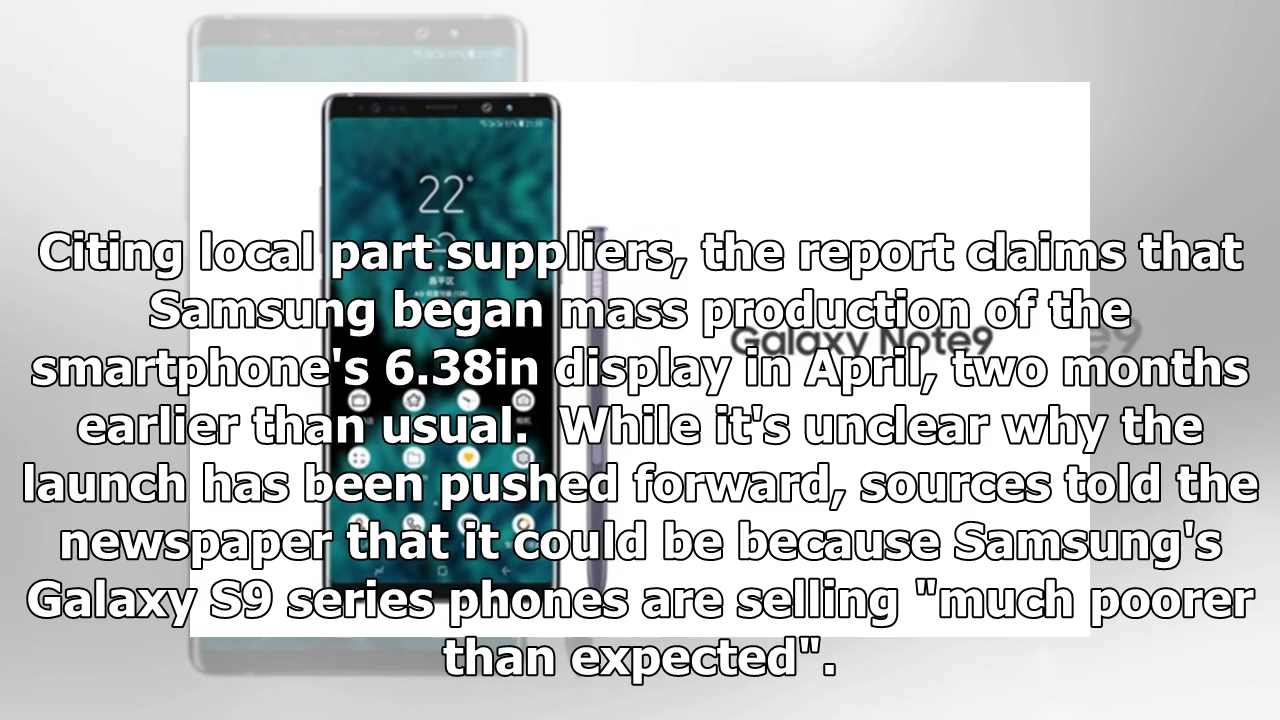 22°
Citing local part suppliers, the report claims that
Samsung began mass production of the
Galaxy Note9
e9
smartphone's 6.38in display in April, two months
earlier than usual.  While it's unclear why the
launch has been pushed forward, sources told the
newspaper that it could be because Samsung's
Galaxy S9 series phones are selling "much poorer
than expected".